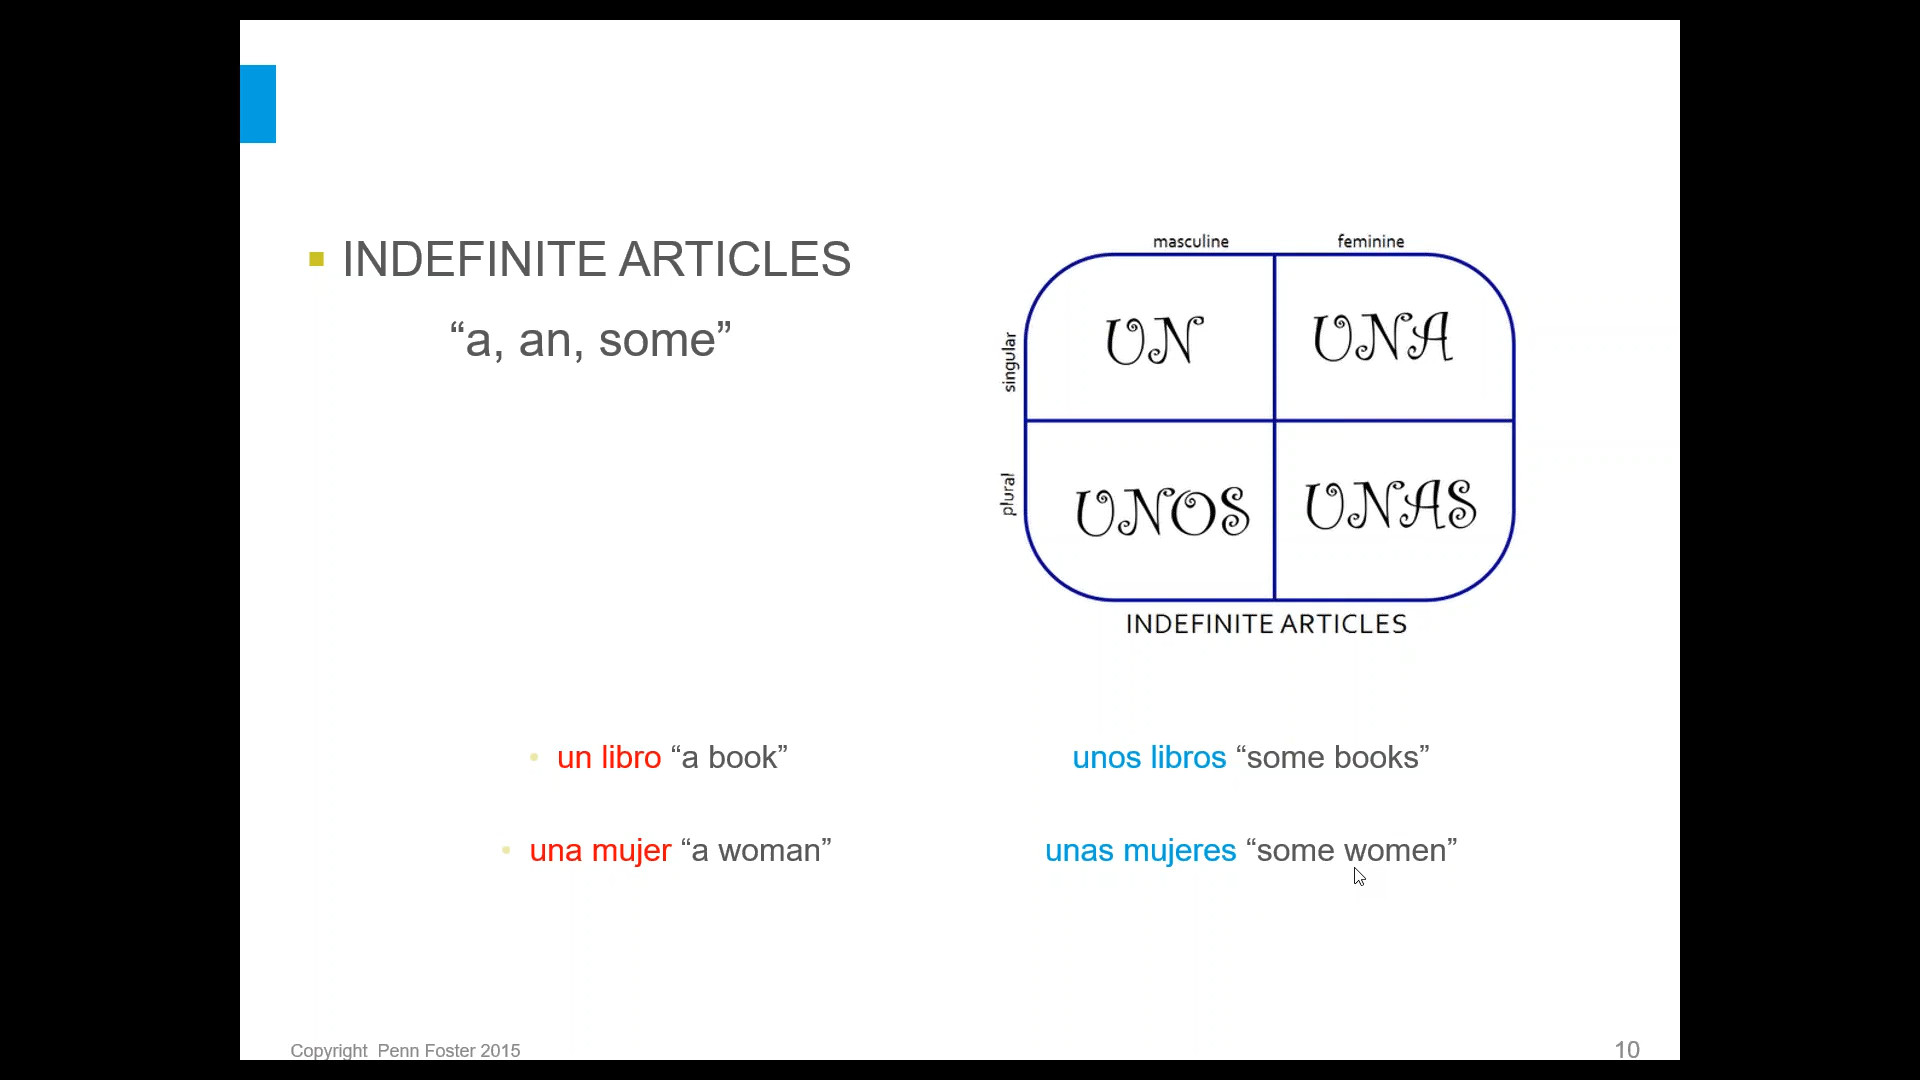 INDEFINITE ARTICLES
“a, an, some”
masculine feminine
singular
UN UNA
plural
UNOS UNAS
INDEFINITE ARTICLES
un libro “a book” unos libros “some books”
una mujer “a woman” unas mujeres “some women”
Copyright Penn Foster 2015
10